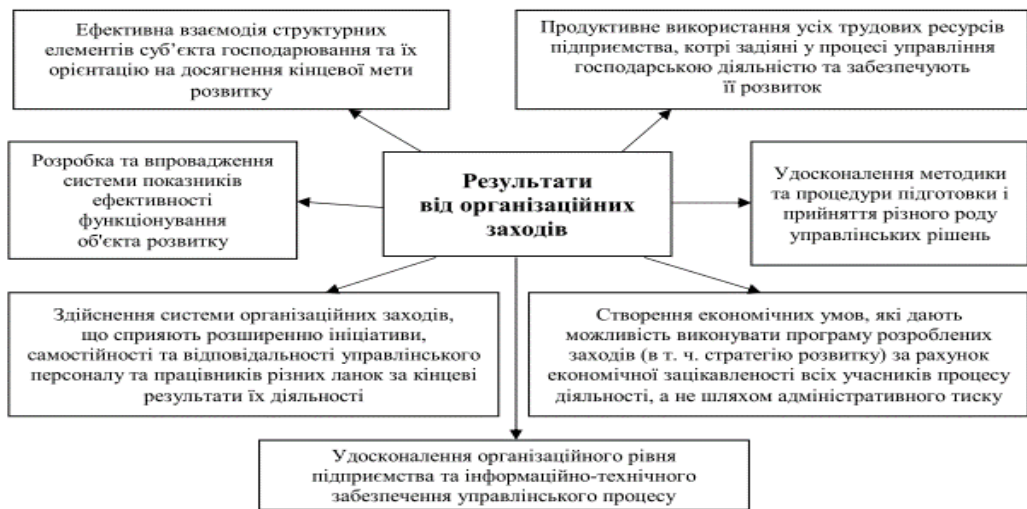 Ефективна взаємодія структурних
елементів суб’єкта господарювання та їх
орієнтацію на досягнення кінцевої мети
розвитку
Продуктивне використання усіх трудових ресурсів
підприємства, котрі задіяні у процесі управління
господарською діяльністю та забезпечують
її розвиток
Розробка та впровадження
системи показників
ефективності
функціонування
об'єкта розвитку
Результати
від організаційних
заходів
Удосконалення методики
та процедури підготовки і
прийняття різного роду
управлінських рішень
Здійснення системи організаційних заходів,
що сприяють розширенню ініціативи,
самостійності та відповідальності управлінського
персоналу та працівників різних ланок за кінцеві
результати їх діяльності
Створення економічних умов, які дають
можливість виконувати програму розроблених
заходів (в т. ч. стратегію розвитку) за рахунок
економічної зацікавленості всіх учасників процесу
діяльності, а не шляхом адміністративного тиску
Удосконалення організаційного рівня
підприємства та інформаційно-технічного
забезпечення управлінського процесу